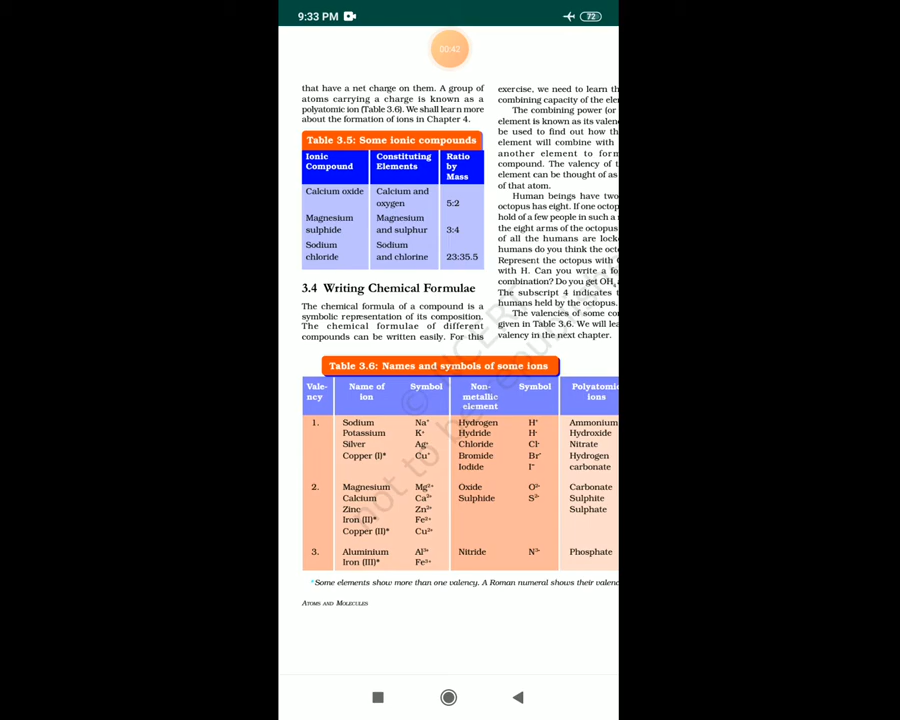 9:33 PM
72
00:42
that have a net charge on them. A group of
atoms carrying a charge is known as a
polyatomic ion (Table 3.6). We shall learn more
about the formation of ions in Chapter 4.
Table 3.5: Some ionic compounds
Ionic Compound Constituting Elements Ratio by Mass
Calcium oxide Calcium and oxygen 5:2
Magnesium sulphide Magnesium and sulphur 3:4
Sodium chloride Sodium and chlorine 23:35.5
3.4 Writing Chemical Formulae
The chemical formula of a compound is a
symbolic representation of its composition.
The chemical formulae of different
compounds can be written easily. For this
exercise, we need to learn th
combining capacity of the ele
The combining power (or
element is known as its valen
be used to find out how th
element will combine with
another element to form
compound. The valency of t
element can be thought of as
of that atom.
Human beings have two
octopus has eight. If one octop
hold of a few people in such a
the eight arms of the octopus
of all the humans are lock
humans do you think the oct
Represent the octopus with
with H. Can you write a fo
combination? Do you get OH₄ a
The subscript 4 indicates t
humans held by the octopus.
The valencies of some co
given in Table 3.6. We will lea
valency in the next chapter.
Table 3.6: Names and symbols of some ions
Vale-ncy Name of ion Symbol Non-metallic element Symbol Polyatomic ions
1. Sodium Na⁺ Hydrogen H⁺ Ammonium
Potassium K⁺ Hydride H⁻ Hydroxide
Silver Ag⁺ Chloride Cl⁻ Nitrate
Copper (I)* Cu⁺ Bromide Br⁻ Hydrogen
Iodide I⁻ carbonate
2. Magnesium Mg²⁺ Oxide O²⁻ Carbonate
Calcium Ca²⁺ Sulphide S²⁻ Sulphite
Zinc Zn²⁺ Sulphate
Iron (II)* Fe²⁺
Copper (II)* Cu²⁺
3. Aluminium Al³⁺ Nitride N³⁻ Phosphate
Iron (III)* Fe³⁺
*Some elements show more than one valency. A Roman numeral shows their valenc
ATOMS AND MOLECULES
© NCERT
not to be republish